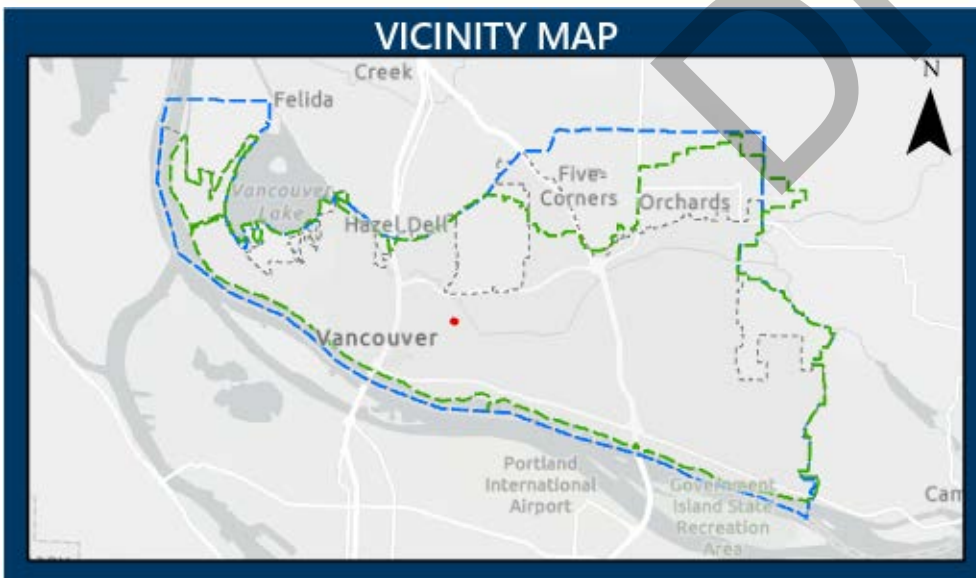 VICINITY MAP
Creek
N
Felida
Vancouver
Lake
Five-
Corners
Orchards
Hazel Dell
Vancouver
Portland
International
Airport
Government
Island State
Recreation
Area
Cam